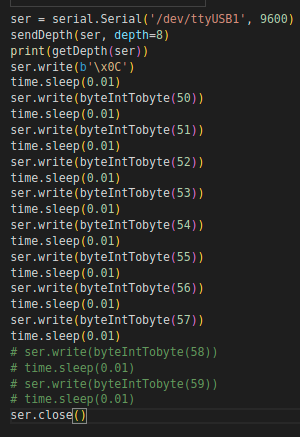 ser = serial.Serial('/dev/ttyUSB1', 9600)
sendDepth(ser, depth=8)
print(getDepth(ser))
ser.write(b'\x0C')
time.sleep(0.01)
ser.write(byteIntTobyte(50))
time.sleep(0.01)
ser.write(byteIntTobyte(51))
time.sleep(0.01)
ser.write(byteIntTobyte(52))
time.sleep(0.01)
ser.write(byteIntTobyte(53))
time.sleep(0.01)
ser.write(byteIntTobyte(54))
time.sleep(0.01)
ser.write(byteIntTobyte(55))
time.sleep(0.01)
ser.write(byteIntTobyte(56))
time.sleep(0.01)
ser.write(byteIntTobyte(57))
time.sleep(0.01)
# ser.write(byteIntTobyte(58))
# time.sleep(0.01)
# ser.write(byteIntTobyte(59))
# time.sleep(0.01)
ser.close()